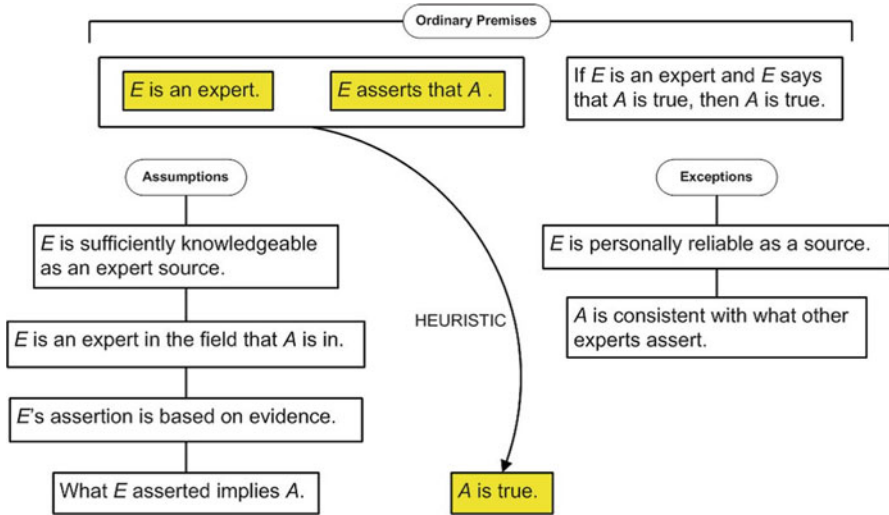 Ordinary Premises
E is an expert.
E asserts that A .
If E is an expert and E says
that A is true, then A is true.
Assumptions
E is sufficiently knowledgeable
as an expert source.
E is an expert in the field that A is in.
E's assertion is based on evidence.
What E asserted implies A.
HEURISTIC
A is true.
Exceptions
E is personally reliable as a source.
A is consistent with what other
experts assert.